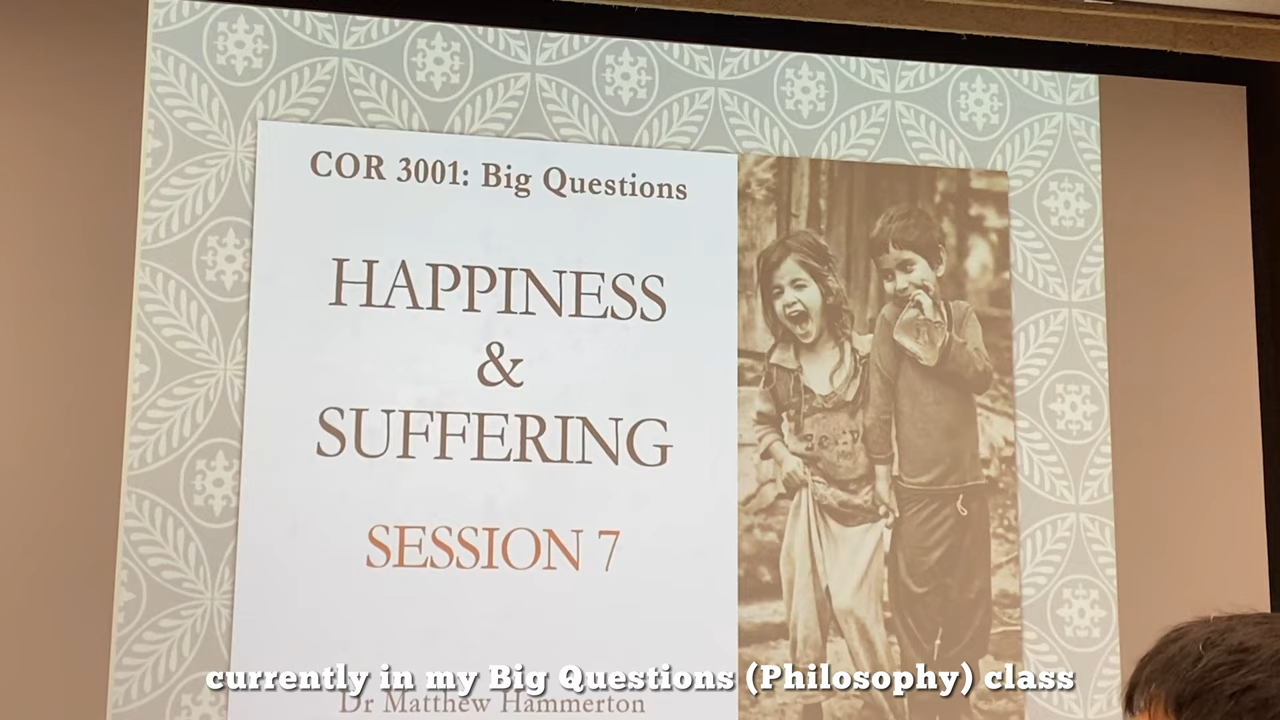 COR 3001: Big Questions
HAPPINESS
&
SUFFERING
SESSION 7
currently in my Big Questions (Philosophy) class
Dr Matthew Hammerton